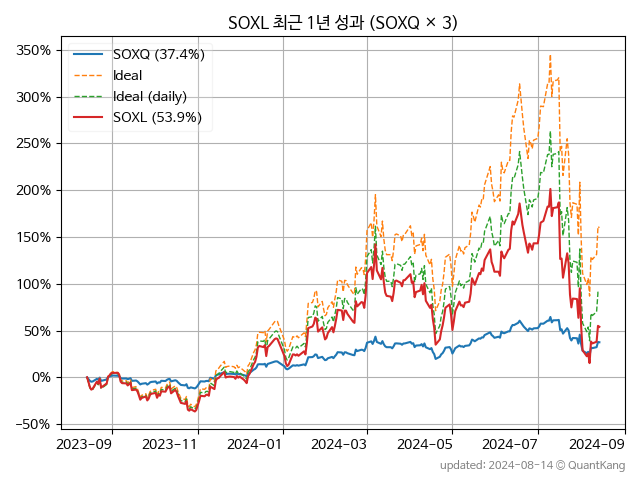 SOXL 최근 1년 성과 (SOXQ × 3)
SOXQ (37.4%)
Ideal
Ideal (daily)
SOXL (53.9%)
350%
300%
250%
200%
150%
100%
50%
0%
−50%
2023-09 2023-11 2024-01 2024-03 2024-05 2024-07 2024-09
updated: 2024-08-14 © QuantKang